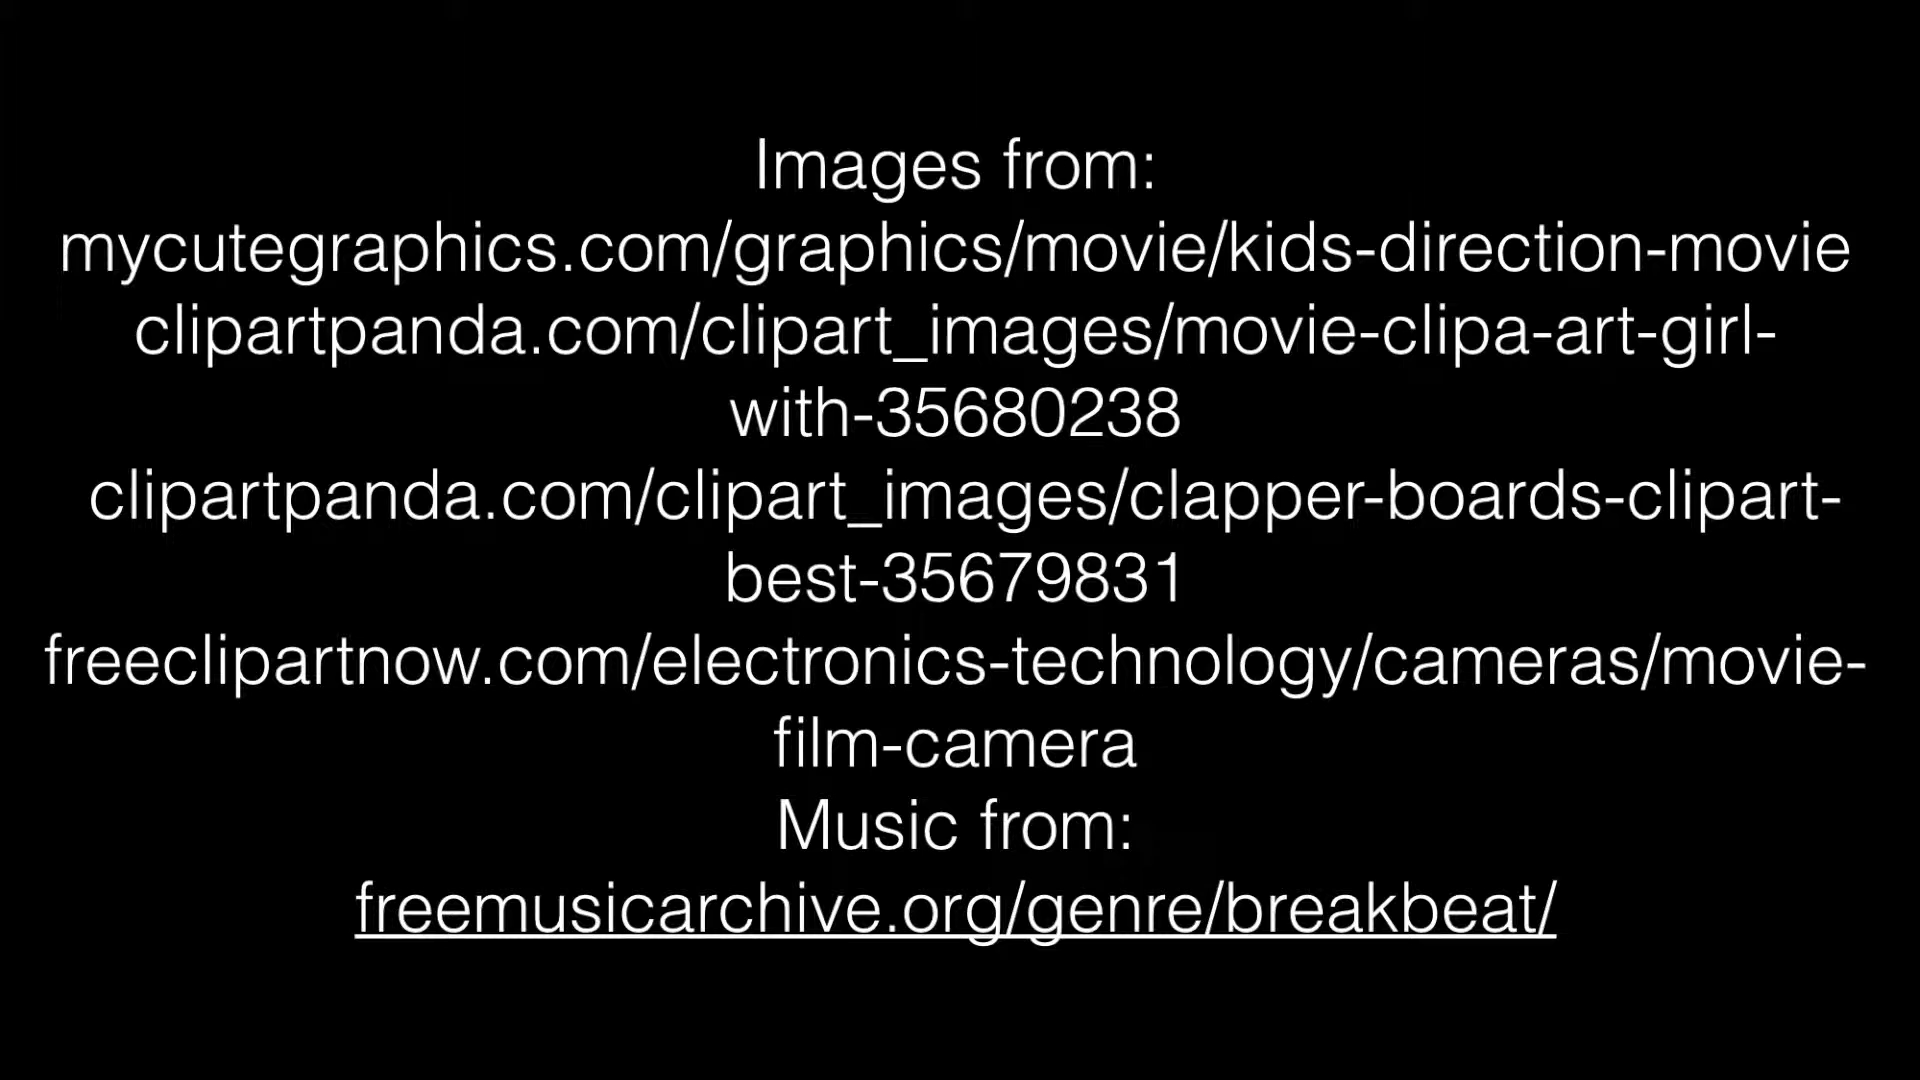 Images from:
mycutegraphics.com/graphics/movie/kids-direction-movie
clipartpanda.com/clipart_images/movie-clipa-art-girl-
with-35680238
clipartpanda.com/clipart_images/clapper-boards-clipart-
best-35679831
freeclipartnow.com/electronics-technology/cameras/movie-
film-camera
Music from:
freemusicarchive.org/genre/breakbeat/